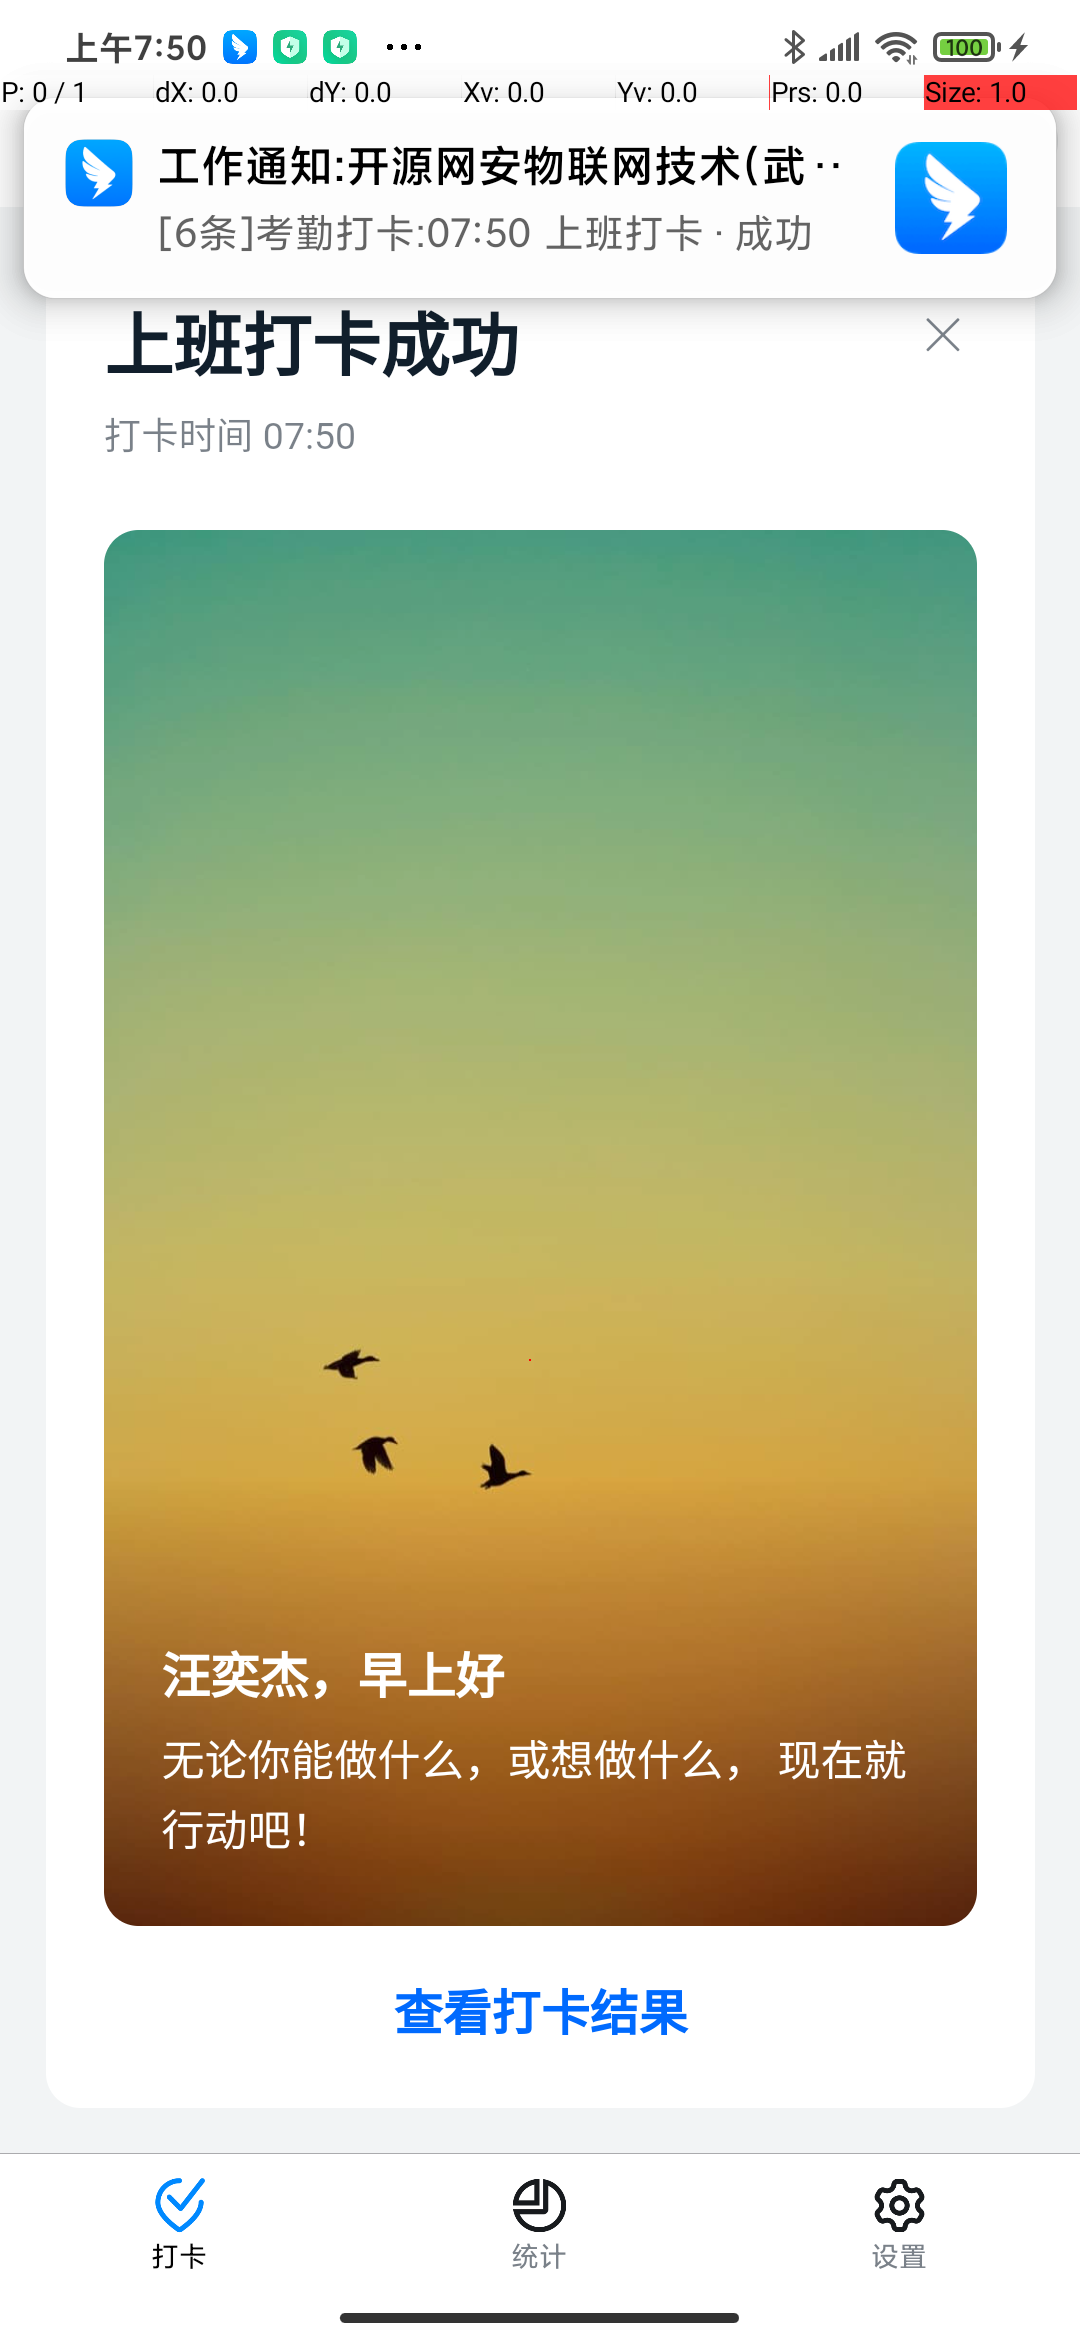 上午7:50
100
P: 0 / 1 dX: 0.0 dY: 0.0 Xv: 0.0 Yv: 0.0 Prs: 0.0 Size: 1.0
工作通知:开源网安物联网技术(武··
[6条]考勤打卡:07:50 上班打卡 · 成功
上班打卡成功
打卡时间 07:50
汪奕杰，早上好
无论你能做什么，或想做什么， 现在就
行动吧！
查看打卡结果
打卡
统计
设置